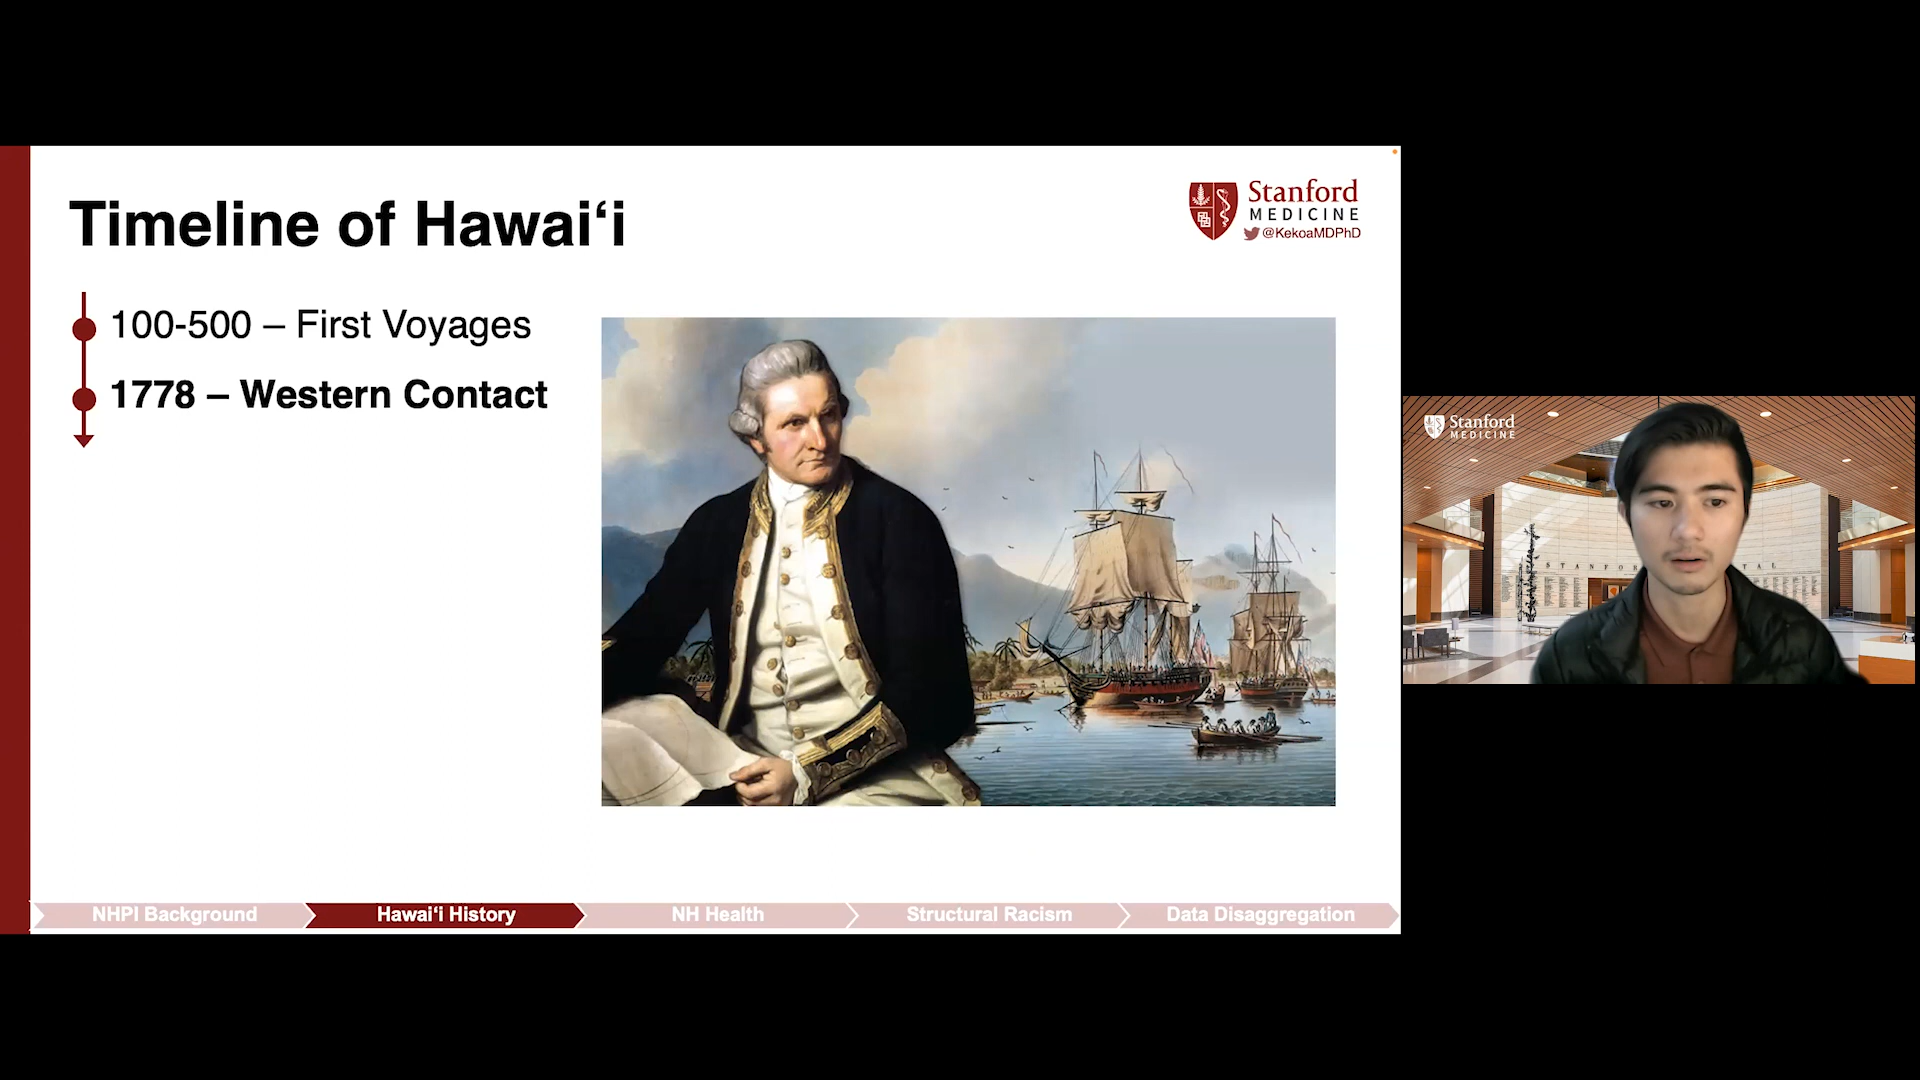 Timeline of Hawai‘i
Stanford
MEDICINE
@KekoaMDPhD
100-500 – First Voyages
1778 – Western Contact
Stanford
MEDICINE
NHPI Background
Hawai‘i History
NH Health
Structural Racism
Data Disaggregation